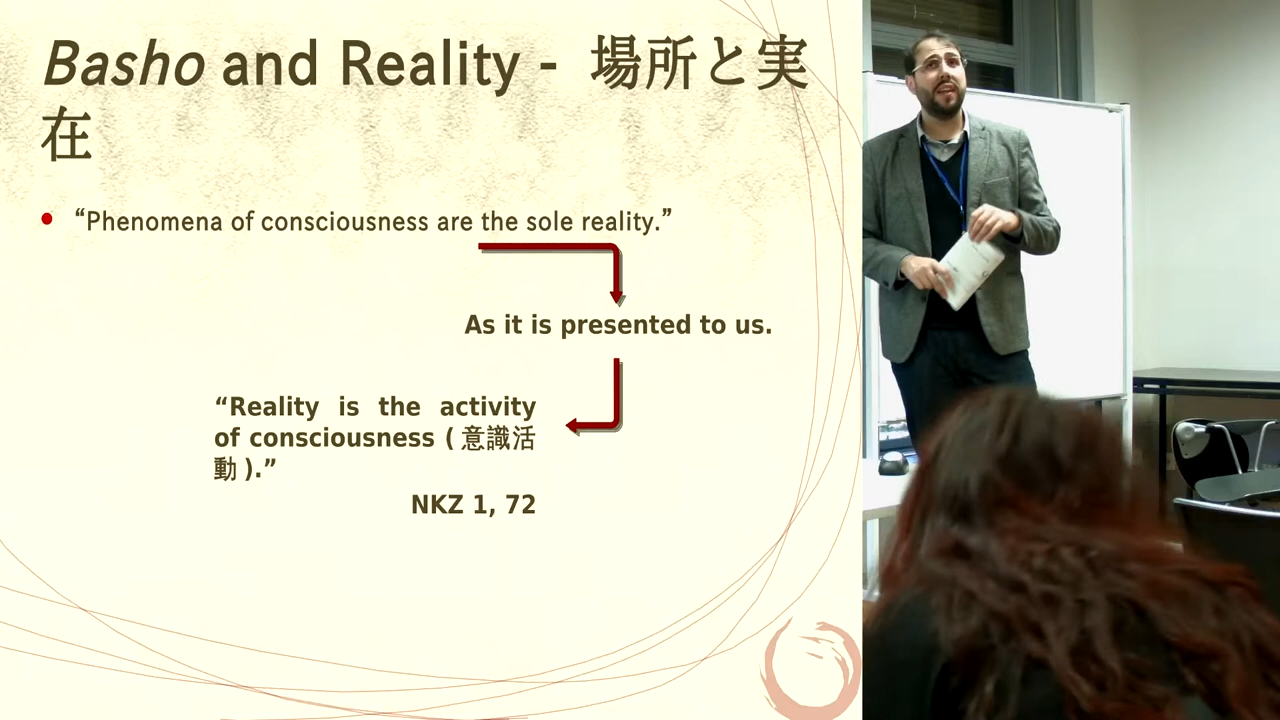 Basho and Reality - 場所と実
在
“Phenomena of consciousness are the sole reality.”
As it is presented to us.
“Reality is the activity
of consciousness ( 意識活
動 ).”
NKZ 1, 72